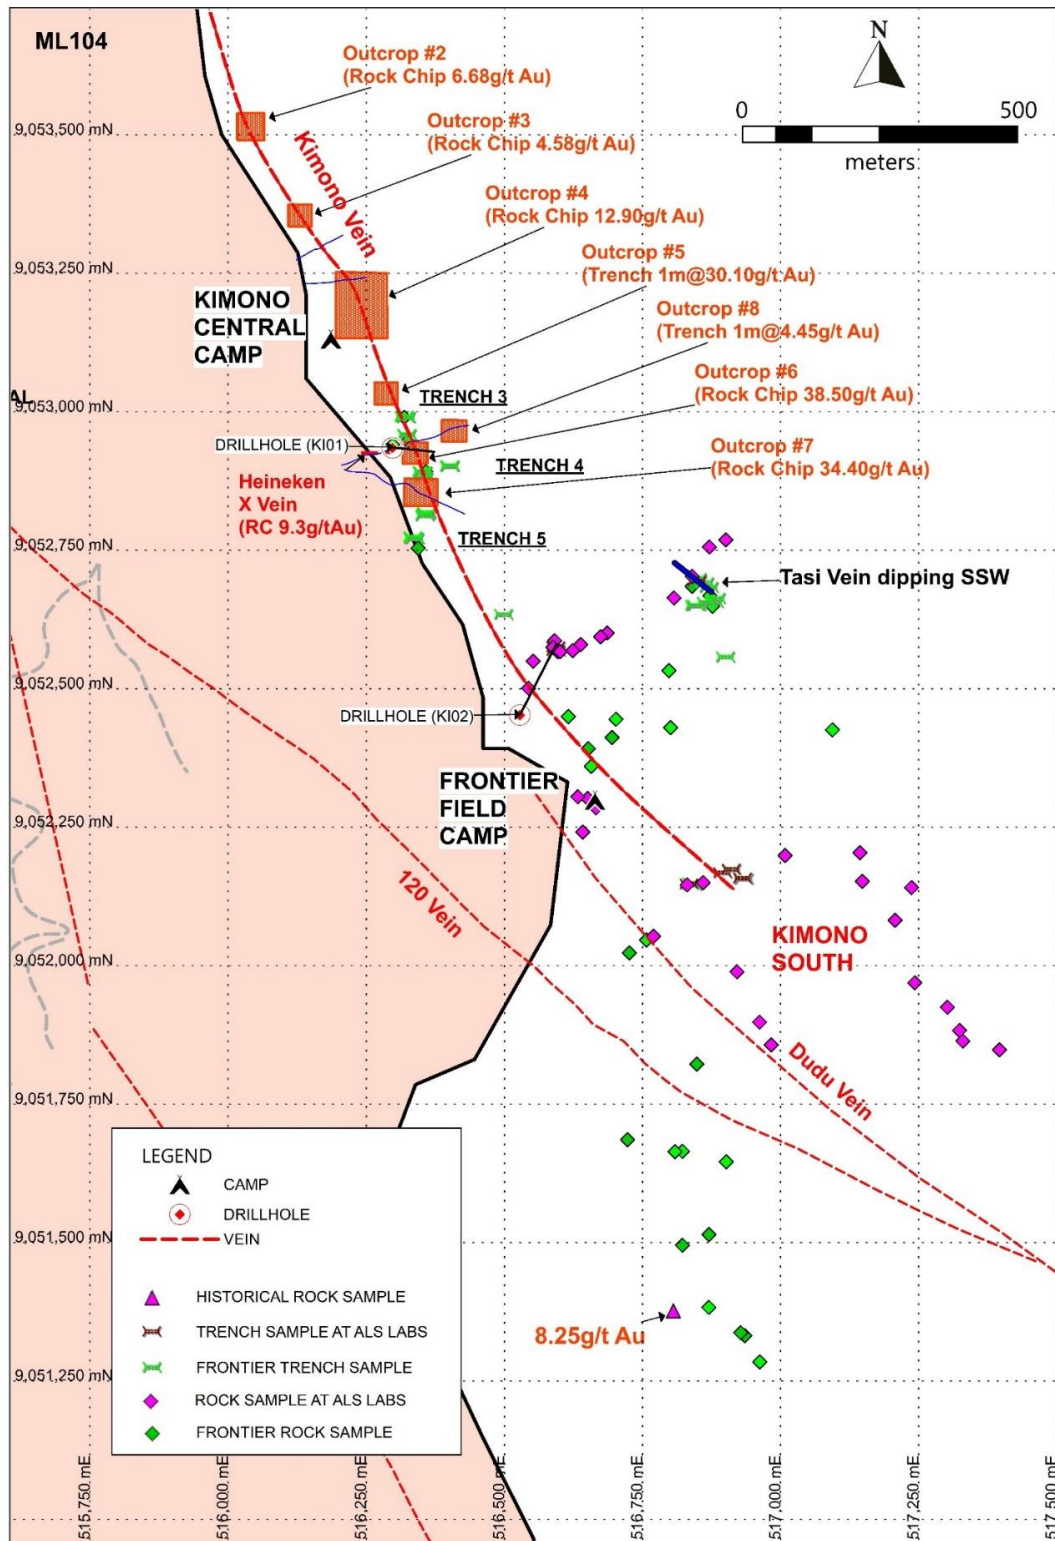 ML104
Outcrop #2
(Rock Chip 6.68g/t Au)
N
0
500
meters
9,053,500 mN
Outcrop #3
(Rock Chip 4.58g/t Au)
Kimono Vein
Outcrop #4
(Rock Chip 12.90g/t Au)
9,053,250 mN
Outcrop #5
(Trench 1m@30.10g/t Au)
KIMONO
CENTRAL
CAMP
Outcrop #8
(Trench 1m@4.45g/t Au)
Outcrop #6
(Rock Chip 38.50g/t Au)
AL
TRENCH 3
9,053,000 mN
DRILLHOLE (KI01)
Outcrop #7
(Rock Chip 34.40g/t Au)
TRENCH 4
Heineken
X Vein
(RC 9.3g/tAu)
TRENCH 5
9,052,750 mN
Tasi Vein dipping SSW
9,052,500 mN
DRILLHOLE (KI02)
FRONTIER
FIELD
CAMP
9,052,250 mN
120 Vein
KIMONO
SOUTH
9,052,000 mN
Dudu Vein
9,051,750 mN
LEGEND
CAMP
DRILLHOLE
VEIN
HISTORICAL ROCK SAMPLE
TRENCH SAMPLE AT ALS LABS
FRONTIER TRENCH SAMPLE
ROCK SAMPLE AT ALS LABS
FRONTIER ROCK SAMPLE
9,051,500 mN
8.25g/t Au
9,051,250 mN
515,750 mE
516,000 mE
516,250 mE
516,500 mE
516,750 mE
517,000 mE
517,250 mE
517,500 mE